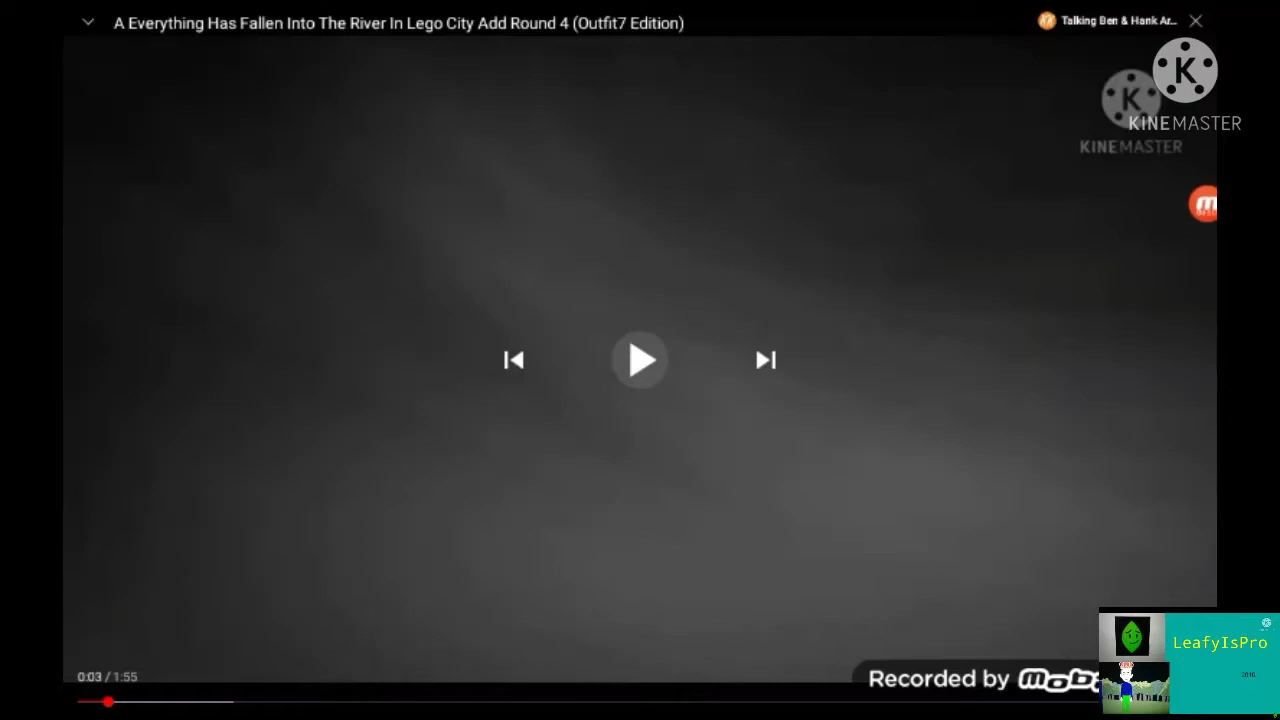 A Everything Has Fallen Into The River In Lego City Add Round 4 (Outfit7 Edition)
Talking Ben & Hank Ar...
KINEMASTER
KINEMASTER
LeafyIsPro
0:03 / 1:55
Recorded by mob